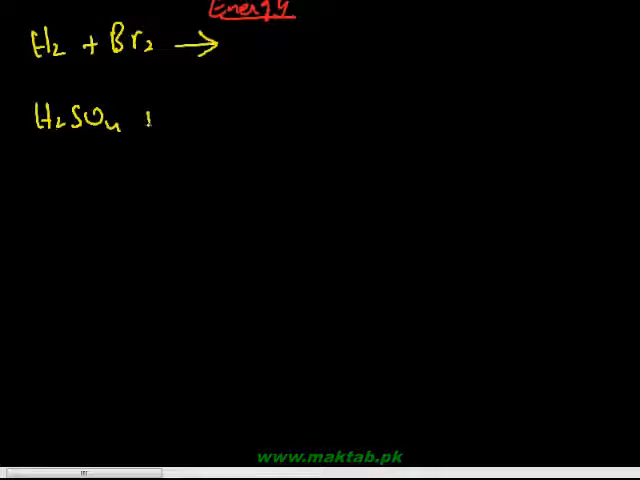 Energy
H₂ + Br₂ →
H₂SO₄
www.maktab.pk